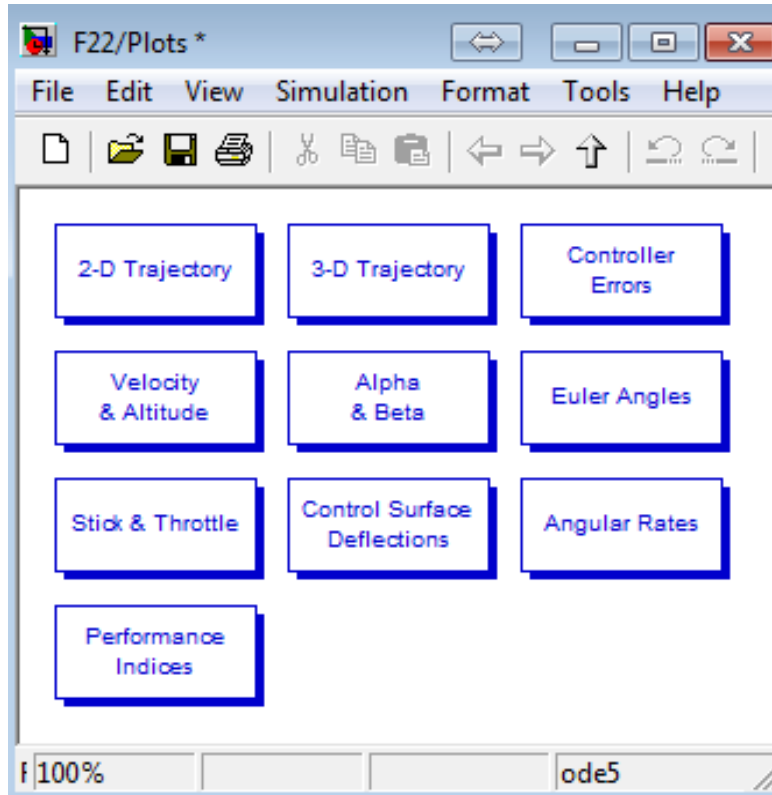 F22/Plots *
File Edit View Simulation Format Tools Help
2-D Trajectory
3-D Trajectory
Controller
Errors
Velocity
& Altitude
Alpha
& Beta
Euler Angles
Stick & Throttle
Control Surface
Deflections
Angular Rates
Performance
Indices
100%
ode5